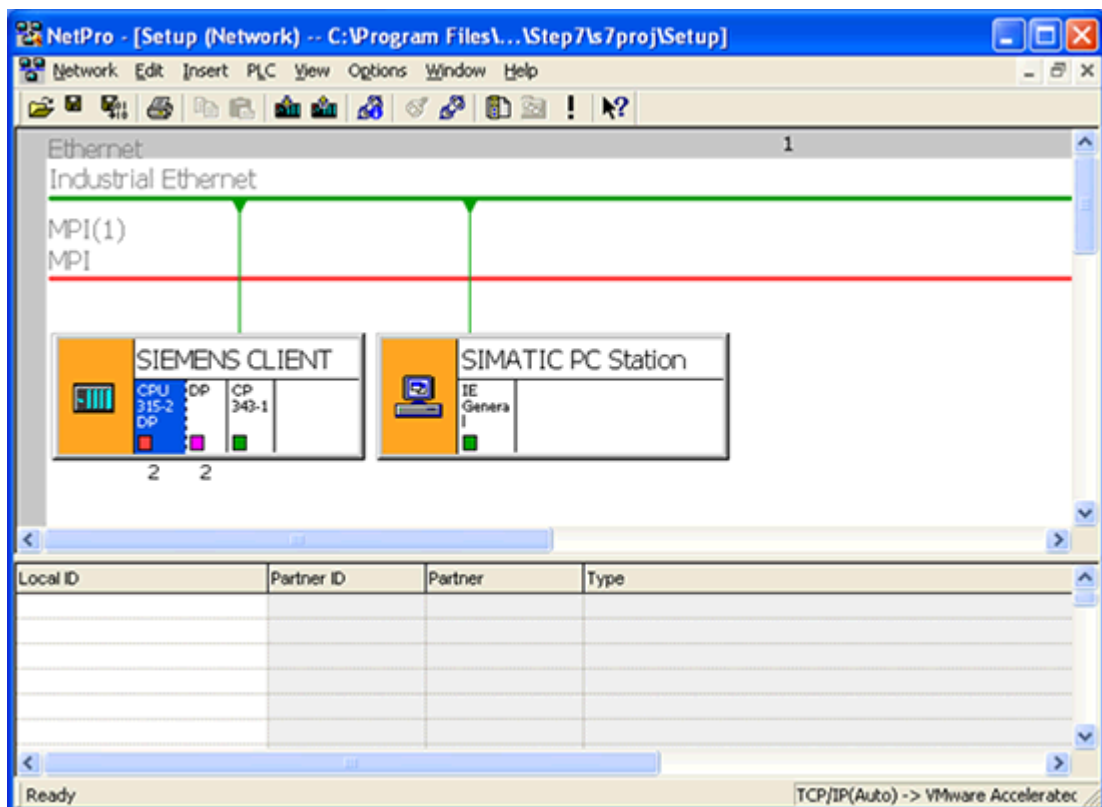 NetPro - [Setup (Network) -- C:\Program Files\...\Step7\s7proj\Setup]
Network Edit Insert PLC View Options Window Help
Ethernet 1
Industrial Ethernet
MPI(1)
MPI
SIEMENS CLIENT
CPU 315-2 DP
DP
CP 343-1
2 2
SIMATIC PC Station
IE Genera l
Local ID Partner ID Partner Type
Ready TCP/IP(Auto) -> VMware Acceleratec